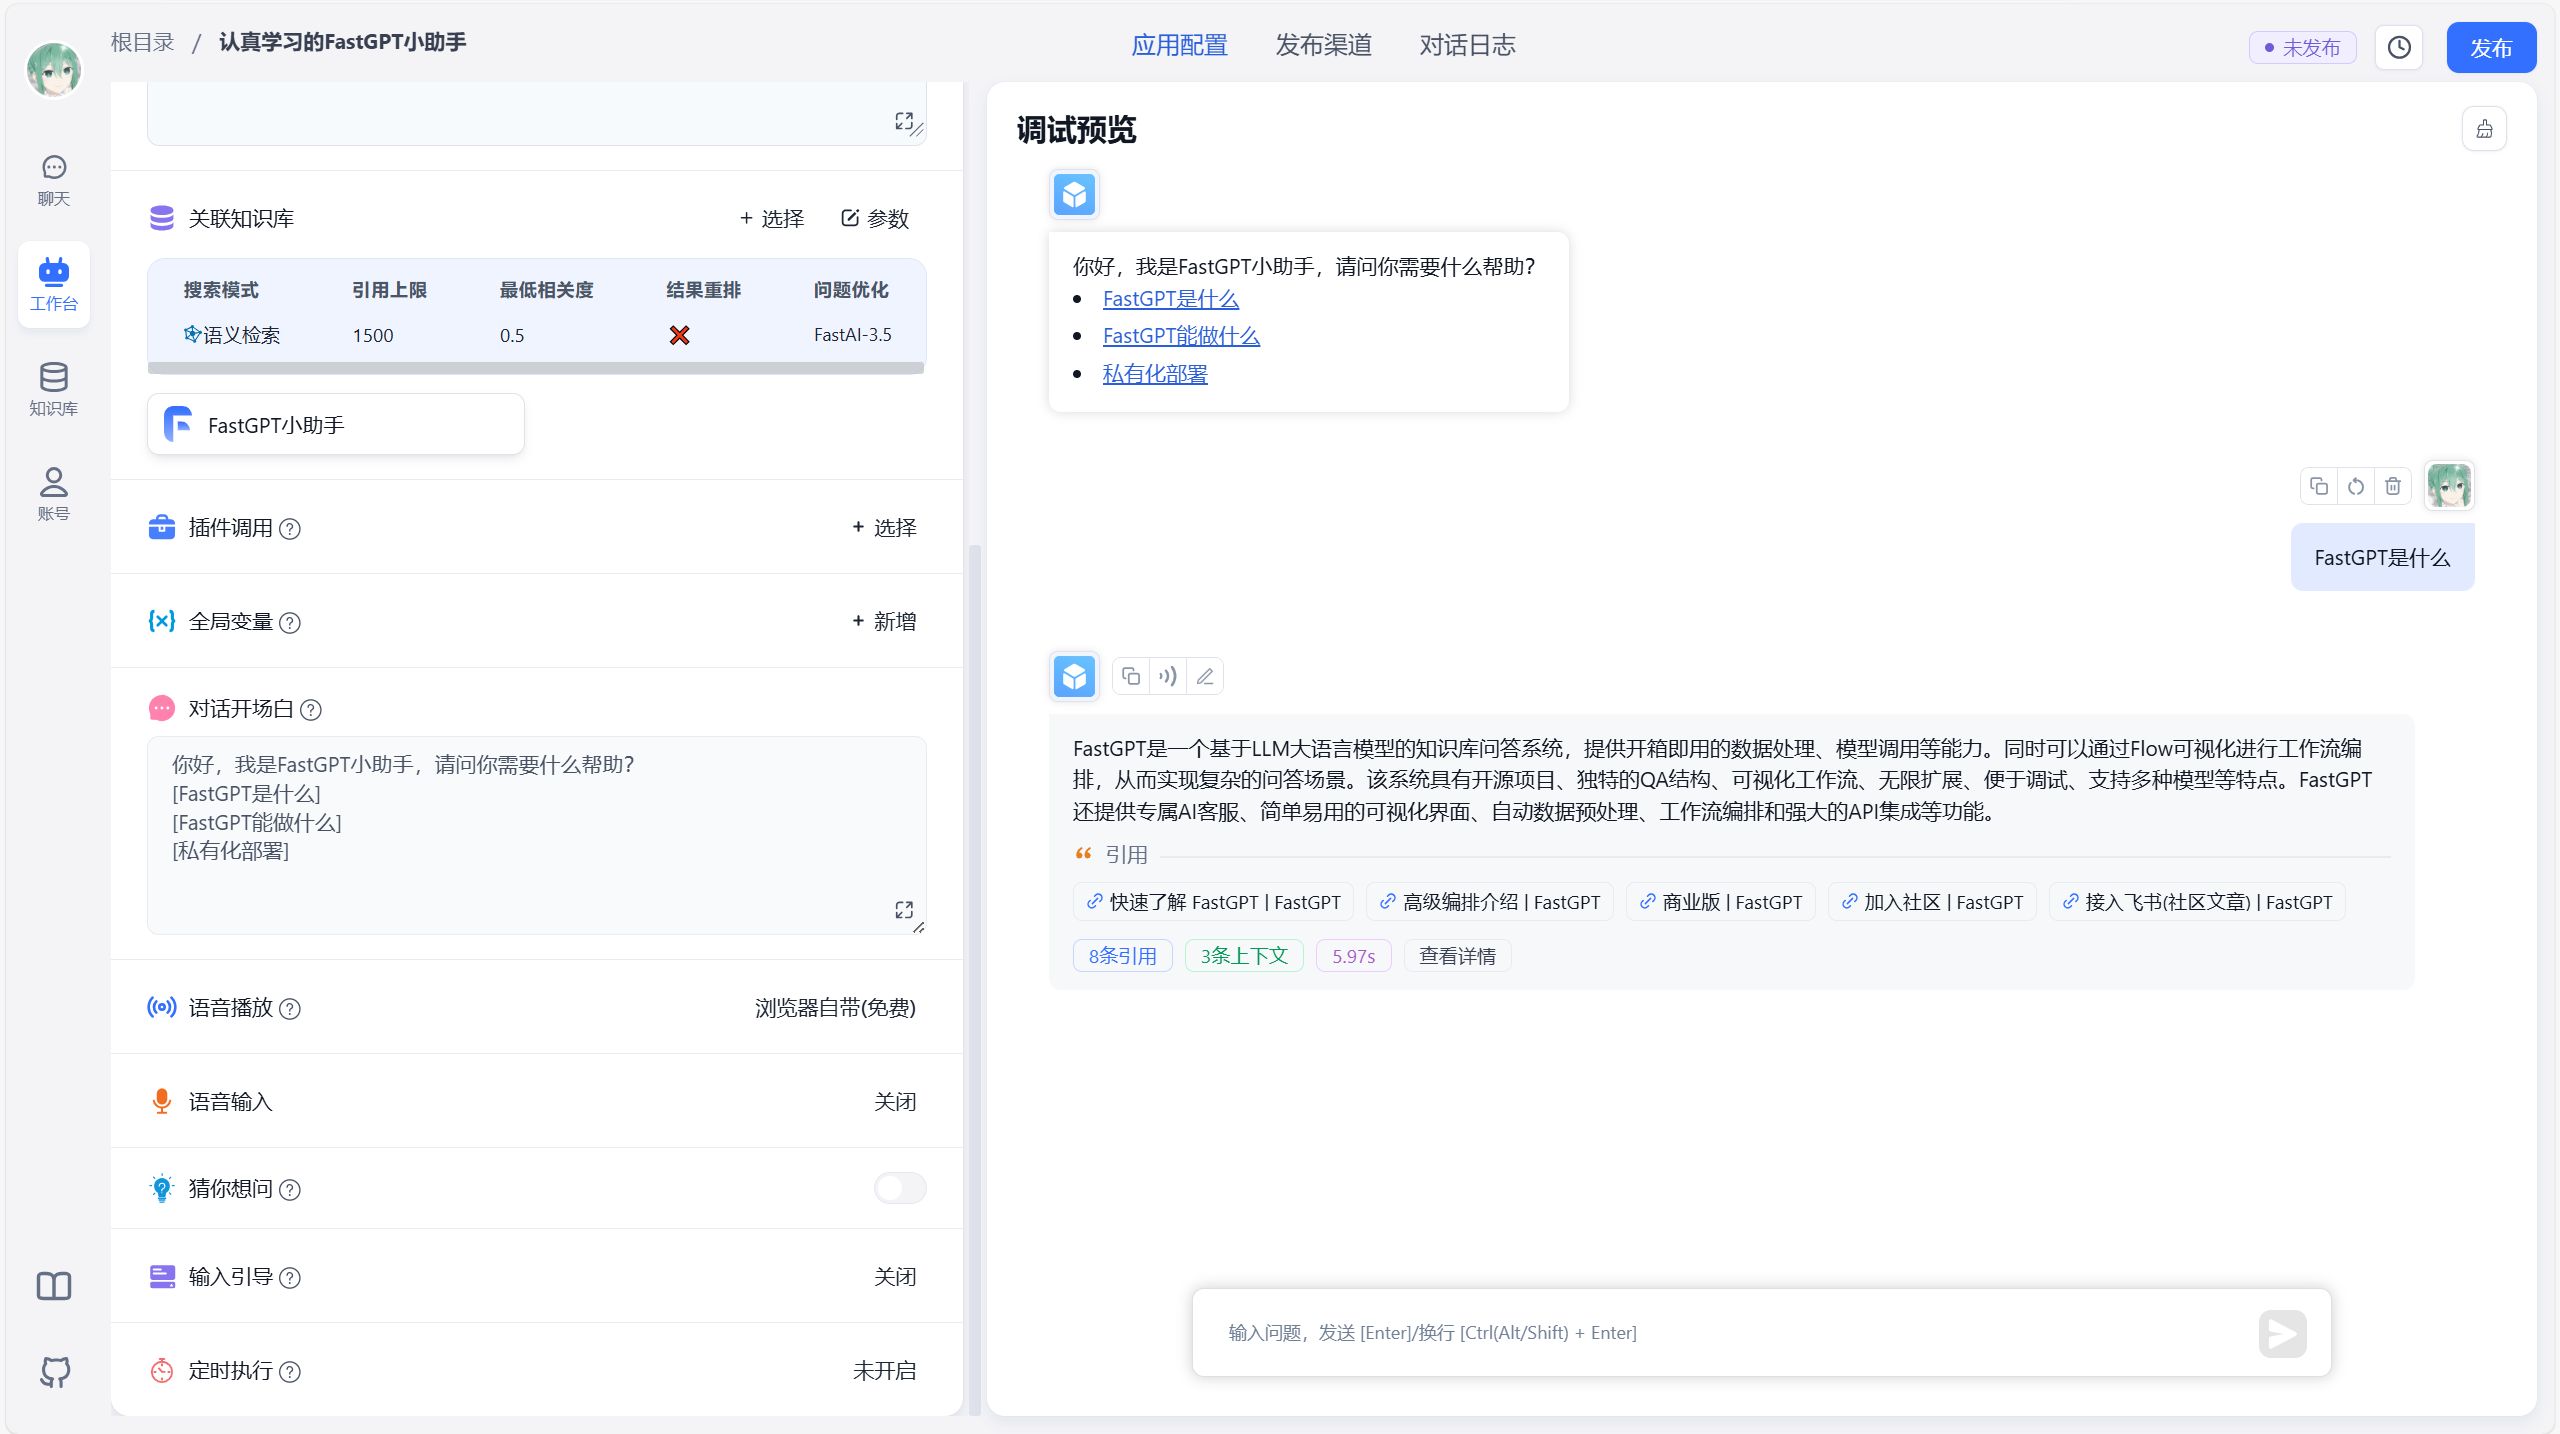 根目录 / 认真学习的FastGPT小助手
应用配置 发布渠道 对话日志
未发布
发布
聊天
工作台
知识库
账号
关联知识库
+ 选择
参数
搜索模式 引用上限 最低相关度 结果重排 问题优化
语义检索 1500 0.5 FastAI-3.5
FastGPT小助手
插件调用
+ 选择
全局变量
+ 新增
对话开场白
你好，我是FastGPT小助手，请问你需要什么帮助？
[FastGPT是什么]
[FastGPT能做什么]
[私有化部署]
语音播放
浏览器自带(免费)
语音输入
关闭
猜你想问
输入引导
关闭
定时执行
未开启
调试预览
你好，我是FastGPT小助手，请问你需要什么帮助？
• FastGPT是什么
• FastGPT能做什么
• 私有化部署
FastGPT是什么
FastGPT是一个基于LLM大语言模型的知识库问答系统，提供开箱即用的数据处理、模型调用等能力。同时可以通过Flow可视化进行工作流编
排，从而实现复杂的问答场景。该系统具有开源项目、独特的QA结构、可视化工作流、无限扩展、便于调试、支持多种模型等特点。FastGPT
还提供专属AI客服、简单易用的可视化界面、自动数据预处理、工作流编排和强大的API集成等功能。
引用
快速了解 FastGPT | FastGPT 高级编排介绍 | FastGPT 商业版 | FastGPT 加入社区 | FastGPT 接入飞书(社区文章) | FastGPT
8条引用 3条上下文 5.97s 查看详情
输入问题，发送 [Enter]/换行 [Ctrl(Alt/Shift) + Enter]